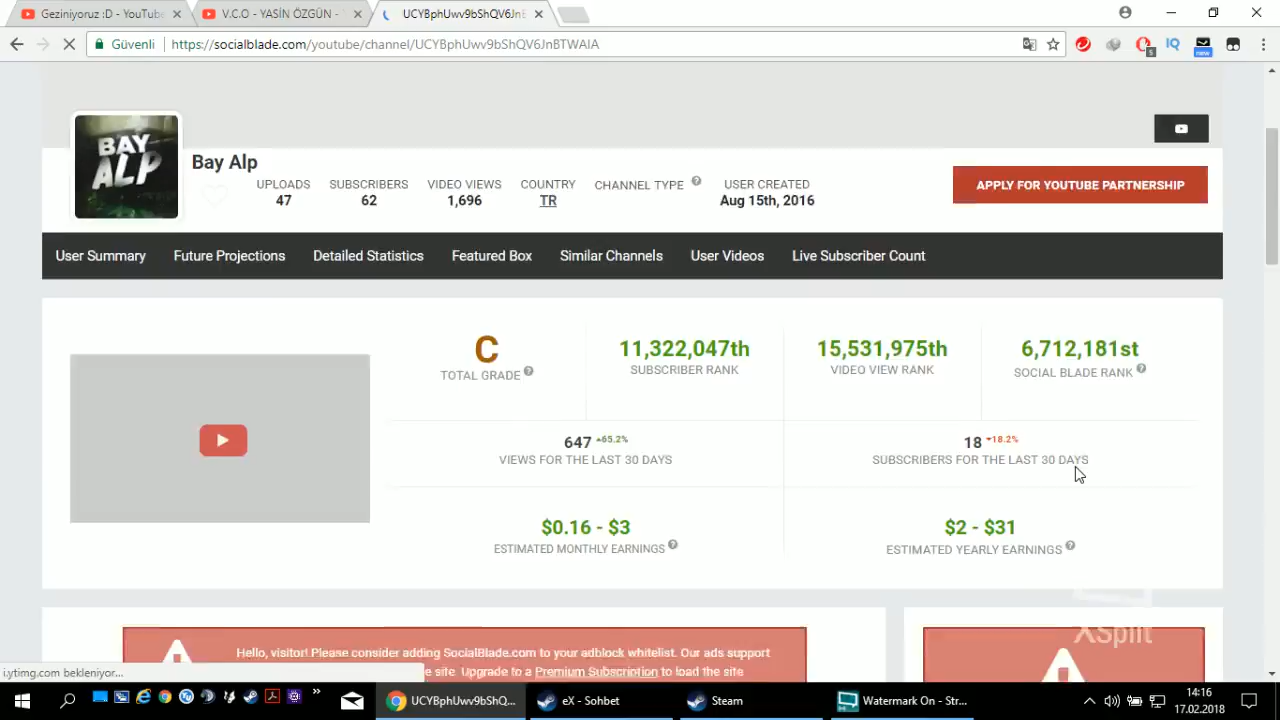 Geziniyoruz :D - YouTube
V.C.O - YASİN ÖZGÜN -
UCYBphUwv9bShQV6JnB
Güvenli
https://socialblade.com/youtube/channel/UCYBphUwv9bShQV6JnBTWAIA
5
IQ
new
BAY
ALP
Bay Alp
UPLOADS
47
SUBSCRIBERS
62
VIDEO VIEWS
1,696
COUNTRY
TR
CHANNEL TYPE
USER CREATED
Aug 15th, 2016
APPLY FOR YOUTUBE PARTNERSHIP
User Summary
Future Projections
Detailed Statistics
Featured Box
Similar Channels
User Videos
Live Subscriber Count
C
TOTAL GRADE
11,322,047th
SUBSCRIBER RANK
15,531,975th
VIDEO VIEW RANK
6,712,181st
SOCIAL BLADE RANK
647 65.2%
VIEWS FOR THE LAST 30 DAYS
18 18.2%
SUBSCRIBERS FOR THE LAST 30 DAYS
$0.16 - $3
ESTIMATED MONTHLY EARNINGS
$2 - $31
ESTIMATED YEARLY EARNINGS
XSplit
Hello, visitor! Please consider adding SocialBlade.com to your adblock whitelist. Our ads support
the site. Upgrade to a Premium Subscription to load the site
i.ytimg.com bekleniyor...
UCYBphUwv9bShQ...
eX - Sohbet
Steam
Watermark On - Str...
14:16
17.02.2018